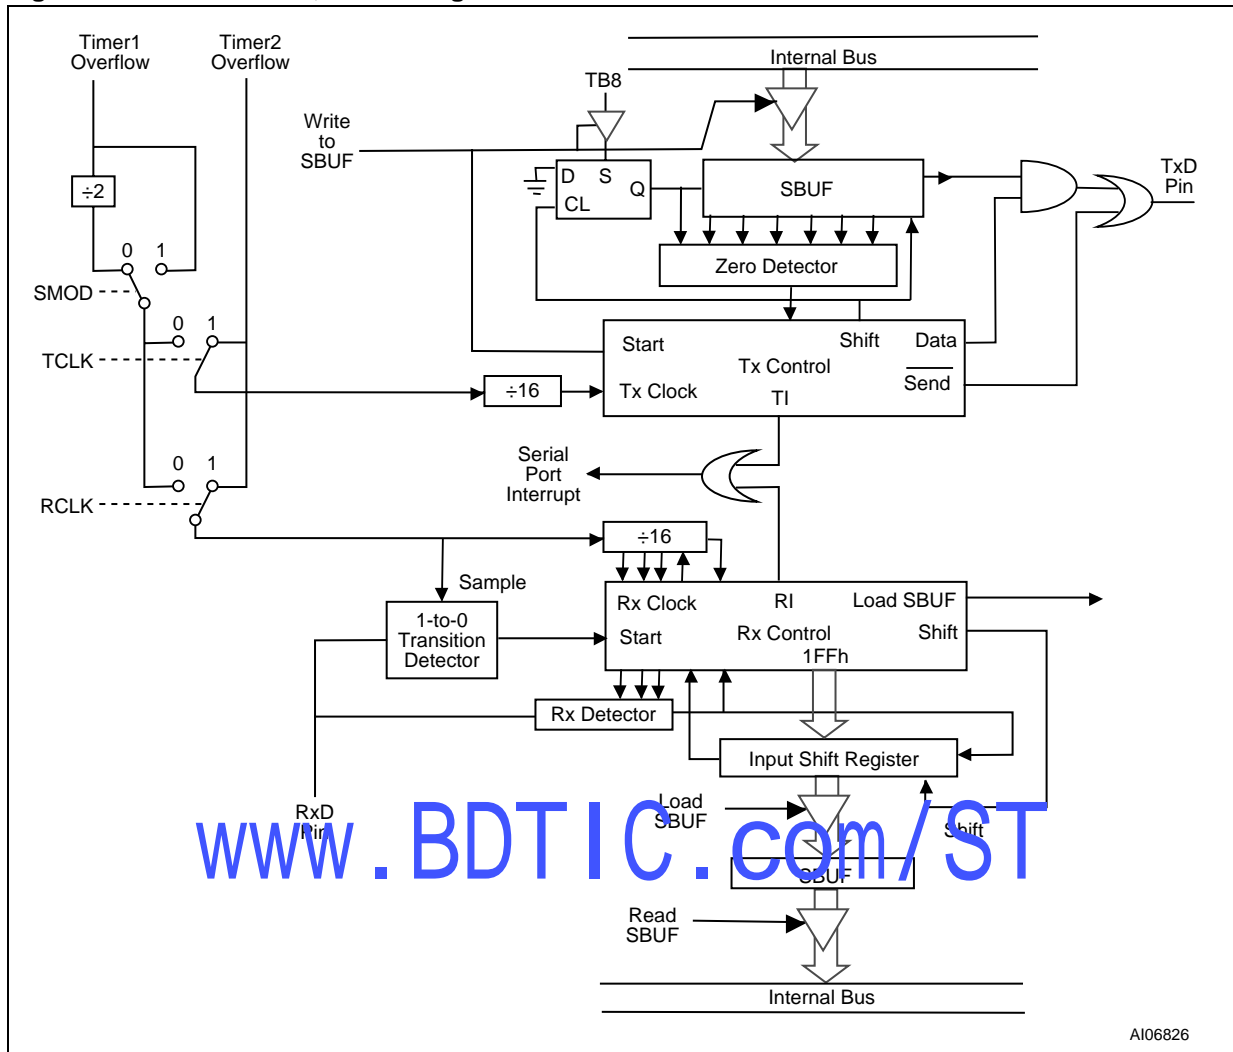 Timer1
Overflow
Timer2
Overflow
Internal Bus
TB8
Write
to
SBUF
÷2
D S
Q
CL
SBUF
TxD
Pin
Zero Detector
0 1
SMOD
0 1
TCLK
Start
Shift
Data
Tx Control
Send
Tx Clock
TI
÷16
Serial
Port
Interrupt
0 1
RCLK
÷16
Sample
Rx Clock
RI
Load SBUF
1-to-0
Transition
Detector
Start
Rx Control
Shift
1FFh
Rx Detector
Input Shift Register
RxD
Pin
Load
SBUF
Shift
www.BDTIC.com/ST
SBUF
Read
SBUF
Internal Bus
AI06826